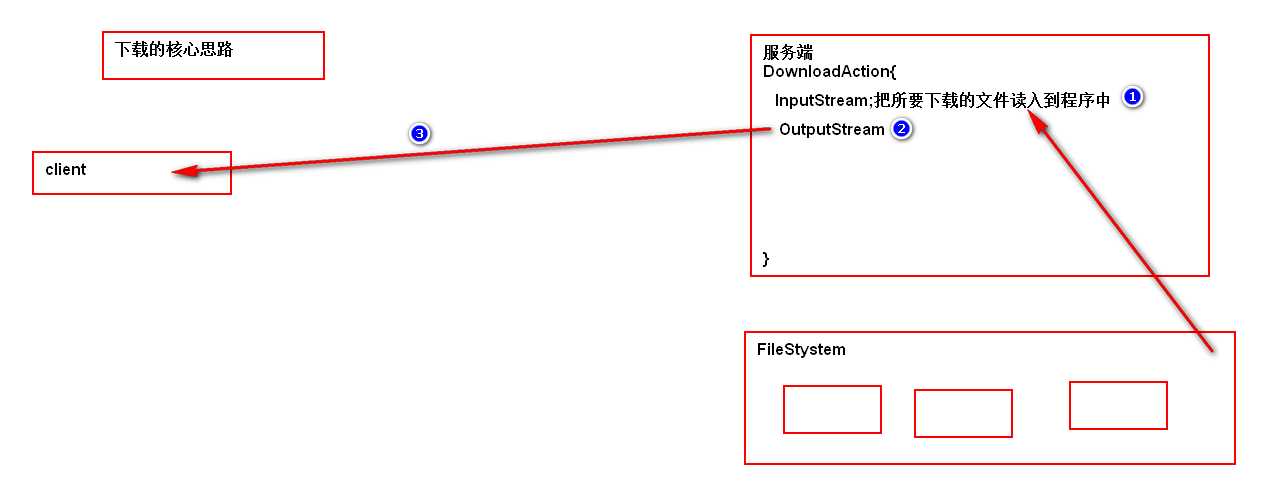 下载的核心思路
服务端
DownloadAction{
InputStream;把所要下载的文件读入到程序中 1
OutputStream 2
3
client
}
FileStystem